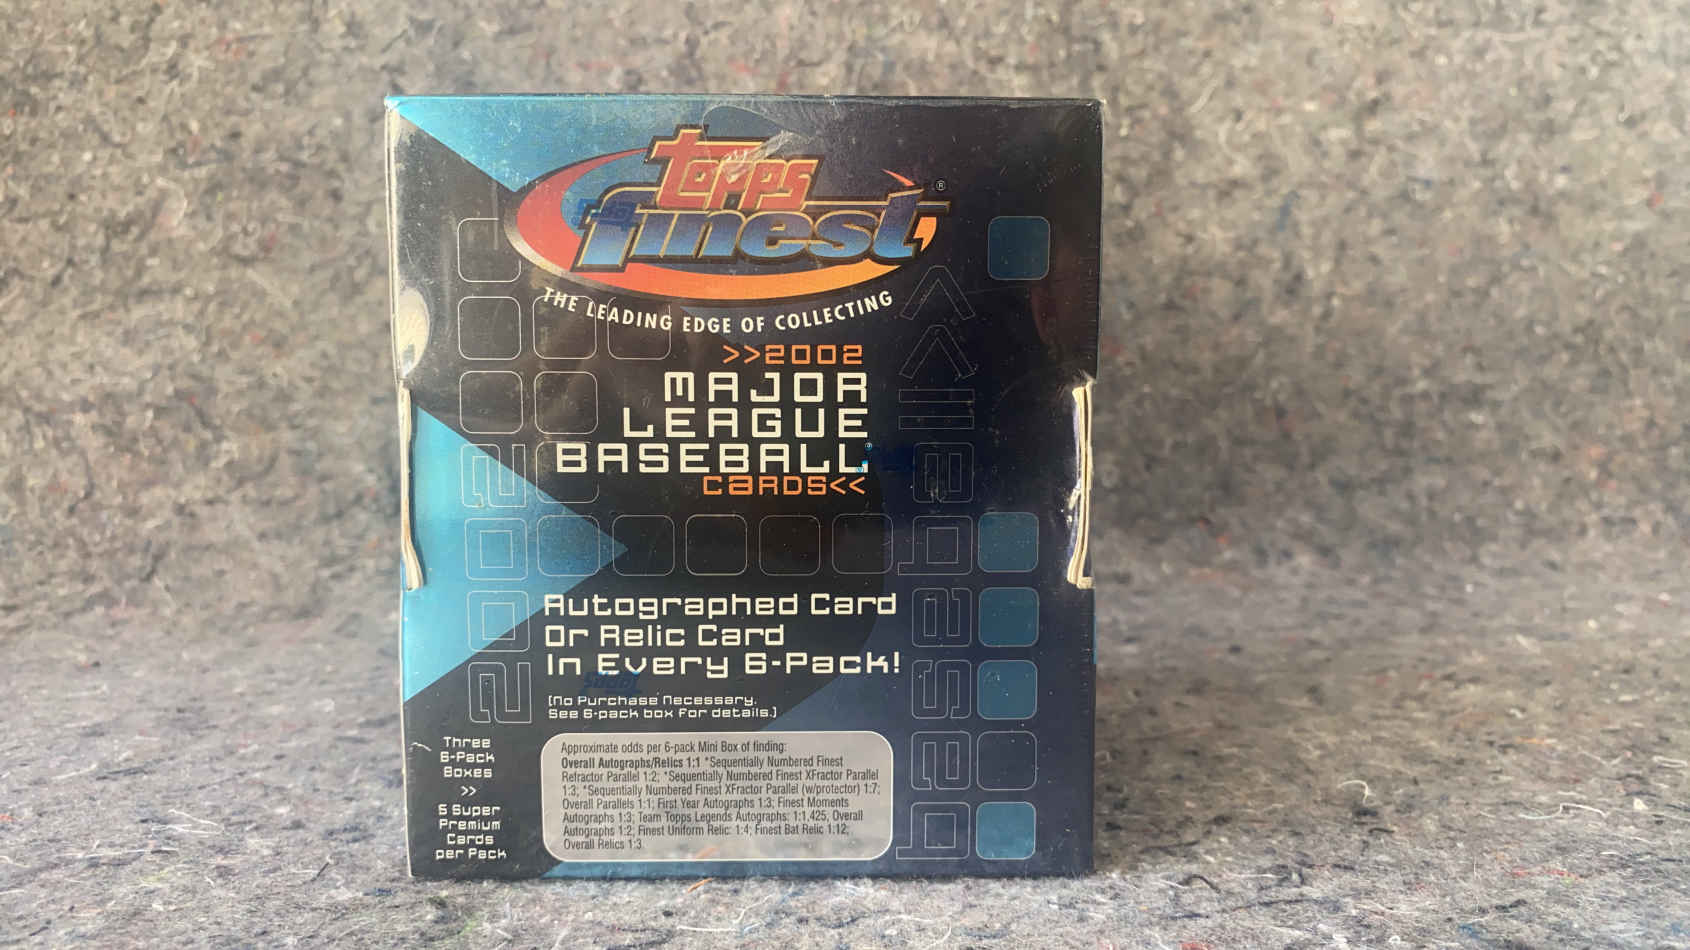 Topps
finest®
THE LEADING EDGE OF COLLECTING
>>2002
MAJOR
LEAGUE
BASEBALL®
CARDS<<
2002
baseball>>
Autographed Card
Or Relic Card
In Every 6-Pack!
[No Purchase Necessary.
See 6-pack box for details.]
Three
6-Pack
Boxes
>>
5 Super
Premium
Cards
per Pack
Approximate odds per 6-pack Mini Box of finding:
Overall Autographs/Relics 1:1 *Sequentially Numbered Finest
Refractor Parallel 1:2; *Sequentially Numbered Finest XFractor Parallel
1:3; *Sequentially Numbered Finest XFractor Parallel (w/protector) 1:7;
Overall Parallels 1:1; First Year Autographs 1:3; Finest Moments
Autographs 1:3; Team Topps Legends Autographs: 1:1,425, Overall
Autographs 1:2; Finest Uniform Relic: 1:4; Finest Bat Relic 1:12;
Overall Relics 1:3